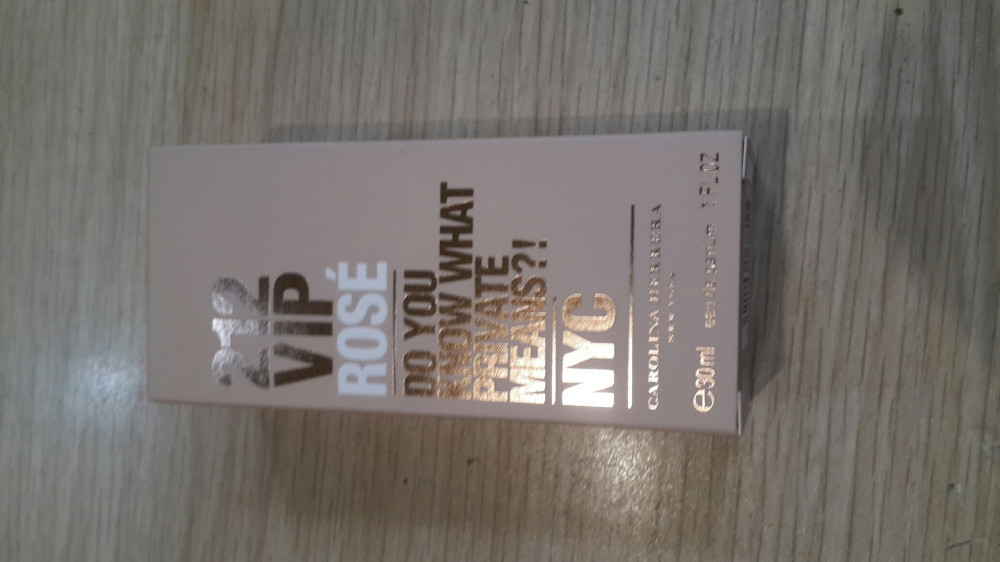 212
VIP
ROSÉ
DO YOU
KNOW WHAT
PRIVATE
MEANS?!
NYC
CAROLINA HERRERA
NEW YORK
℮30ml eau de parfum 1 FL OZ